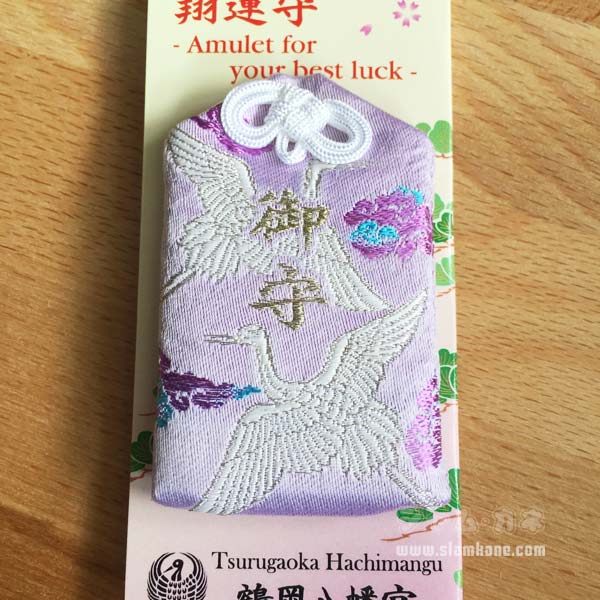 翔運守
- Amulet for
your best luck -
御
守
www.siamkane.com
Tsurugaoka Hachimangu
鶴岡八幡宮